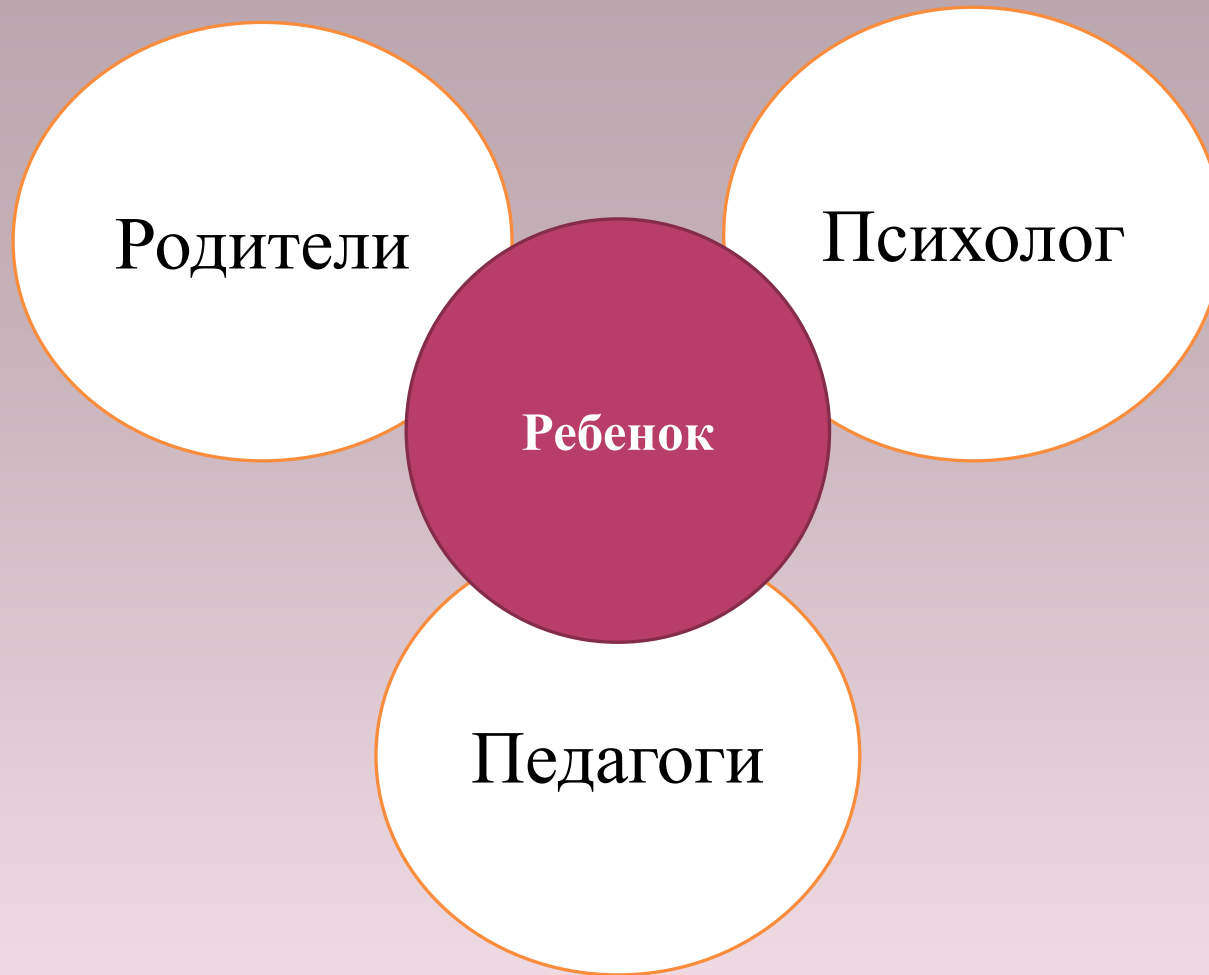 Родители
Психолог
Ребенок
Педагоги